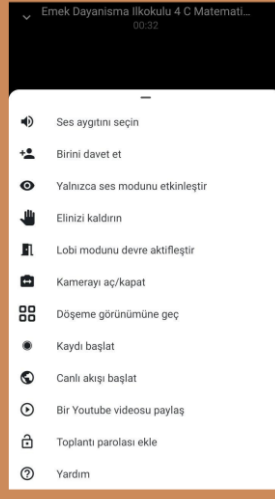 Emek Dayanisma Ilkokulu 4 C Matemati...
00:32
Ses aygıtını seçin
Birini davet et
Yalnızca ses modunu etkinleştir
Elinizi kaldırın
Lobi modunu devre aktifleştir
Kamerayı aç/kapat
Döşeme görünümüne geç
Kaydı başlat
Canlı akışı başlat
Bir Youtube videosu paylaş
Toplantı parolası ekle
Yardım